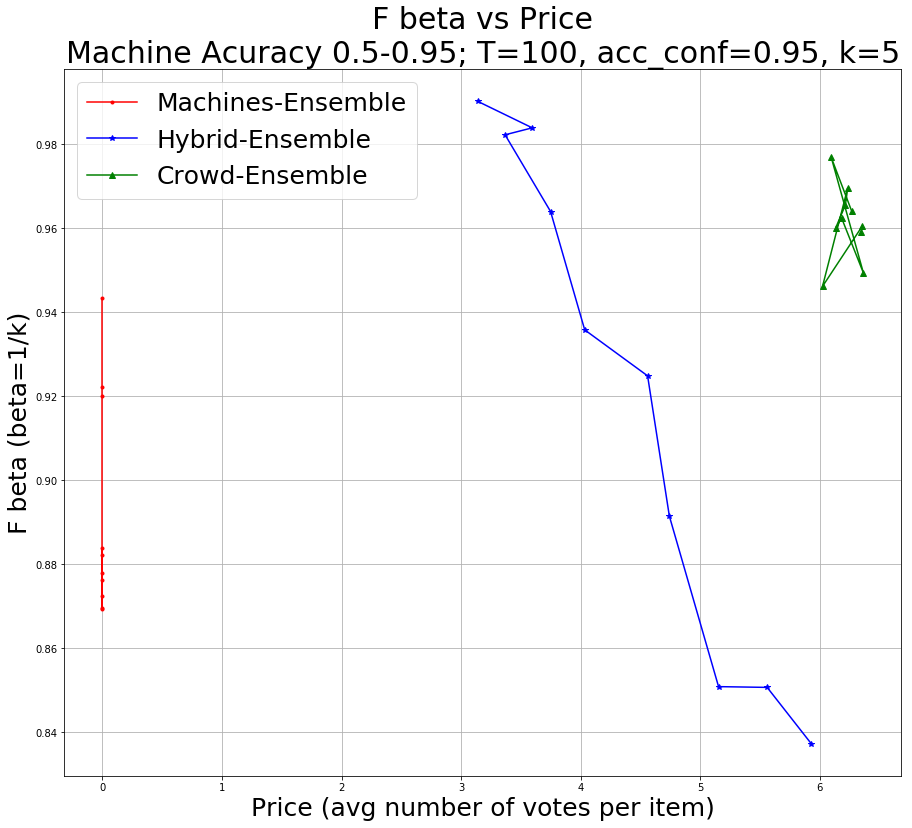 F beta vs Price
Machine Acuracy 0.5-0.95; T=100, acc_conf=0.95, k=5
Machines-Ensemble
Hybrid-Ensemble
Crowd-Ensemble
F beta (beta=1/k)
0.98
0.96
0.94
0.92
0.90
0.88
0.86
0.84
0 1 2 3 4 5 6
Price (avg number of votes per item)